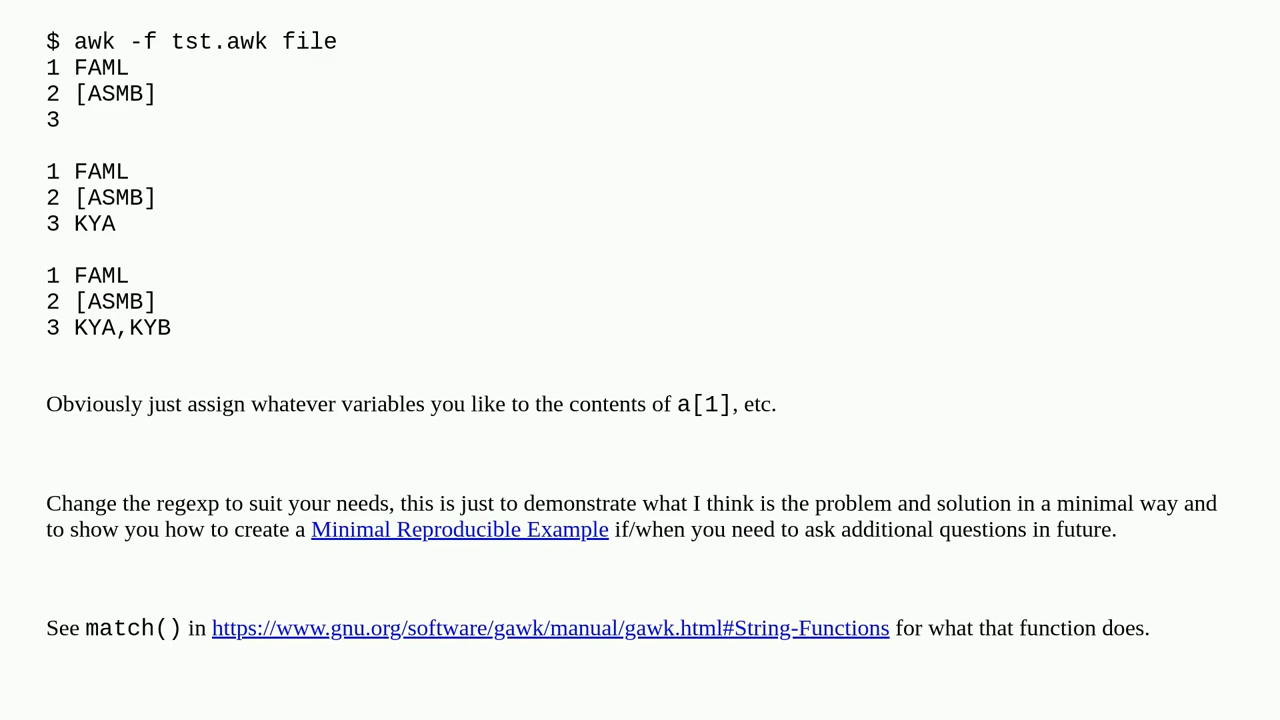 $ awk -f tst.awk file
1 FAML
2 [ASMB]
3
1 FAML
2 [ASMB]
3 KYA
1 FAML
2 [ASMB]
3 KYA,KYB
Obviously just assign whatever variables you like to the contents of a[1], etc.
Change the regexp to suit your needs, this is just to demonstrate what I think is the problem and solution in a minimal way and
to show you how to create a Minimal Reproducible Example if/when you need to ask additional questions in future.
See match() in https://www.gnu.org/software/gawk/manual/gawk.html#String-Functions for what that function does.